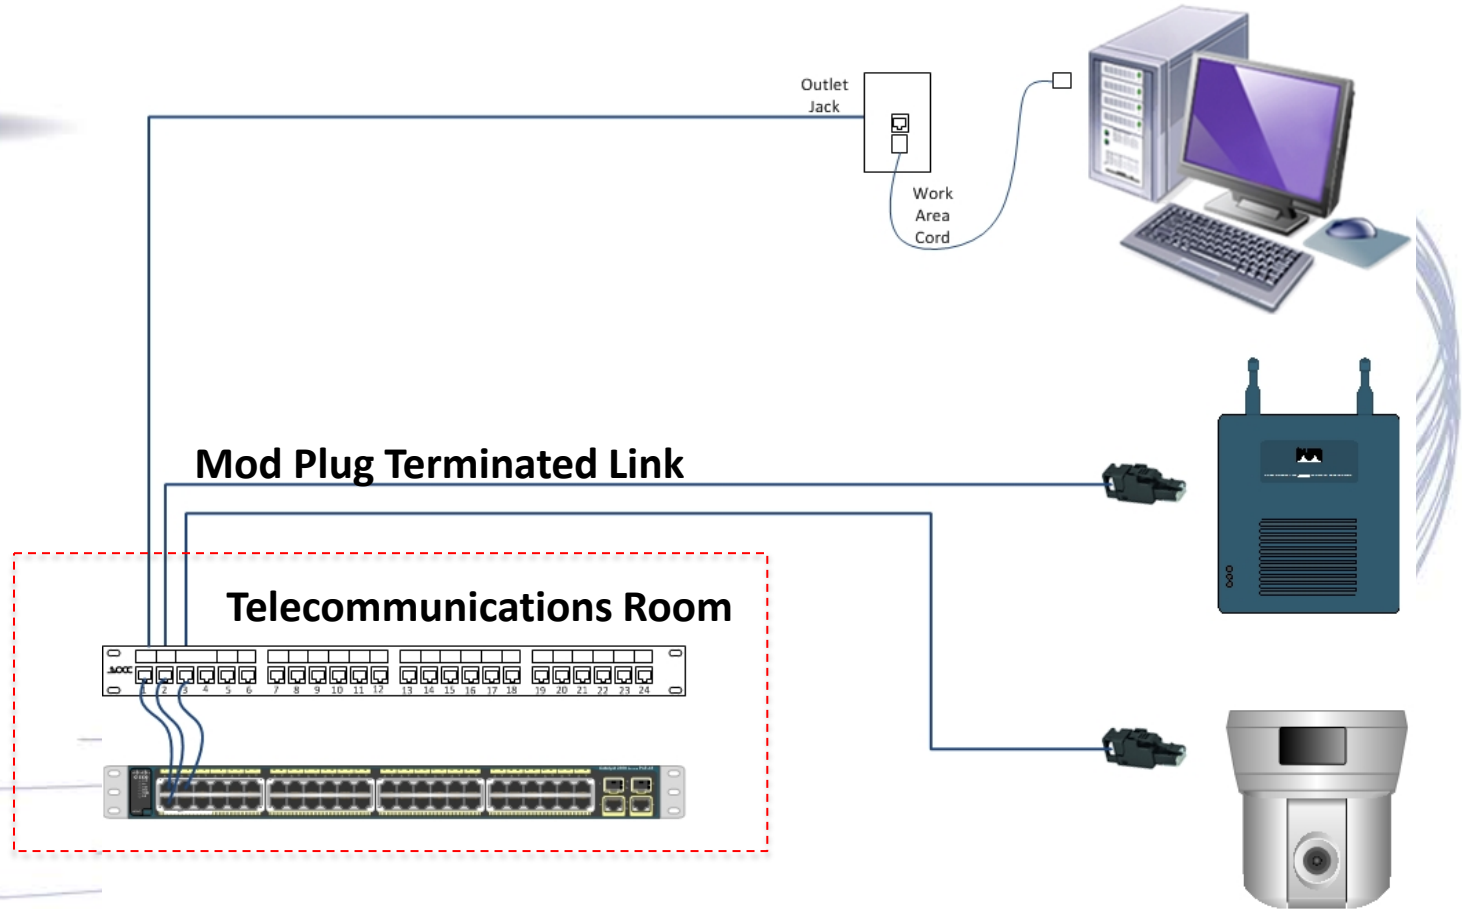 Outlet
Jack
Work
Area
Cord
Mod Plug Terminated Link
Telecommunications Room
1 2 3 4 5 6 7 8 9 10 11 12 13 14 15 16 17 18 19 20 21 22 23 24